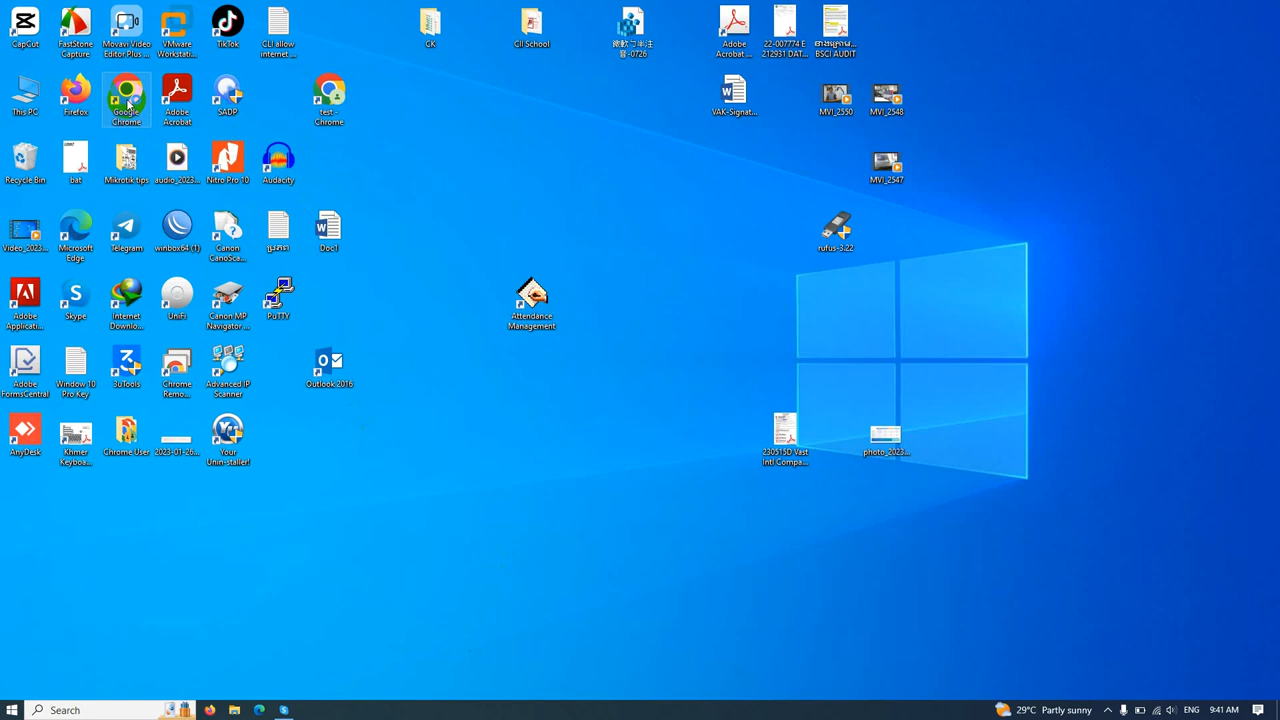 CapCut
FastStone
Capture
Movavi Video
Editor Plus ...
VMware
Workstati...
TikTok
CLI allow
internet ...
CK
CII School
-0726
Adobe
Acrobat ...
22-007774 E
212931 DAT...
BSCI AUDIT
This PC
Firefox
Google
Chrome
Adobe
Acrobat
SADP
test -
Chrome
VAK-Signat...
MVI_2550
MVI_2548
Recycle Bin
bat
Mikrotik tips
audio_2023...
Nitro Pro 10
Audacity
MVI_2547
Video_2023...
Microsoft
Edge
Telegram
winbox64 (1)
Canon
CanoSca...
Doc1
rufus-3.22
Adobe
Applicati...
Skype
Internet
Downlo...
UniFi
Canon MP
Navigator...
PuTTY
Attendance
Management
Adobe
FormsCentral
Window 10
Pro Key
3uTools
Chrome
Remo...
Advanced IP
Scanner
Outlook 2016
AnyDesk
Khmer
Keyboa...
Chrome User
2023-01-26...
Your
Unin-staller!
230515D Vast
Intl Compa...
photo_2023...
Search
29°C Partly sunny
ENG
9:41 AM